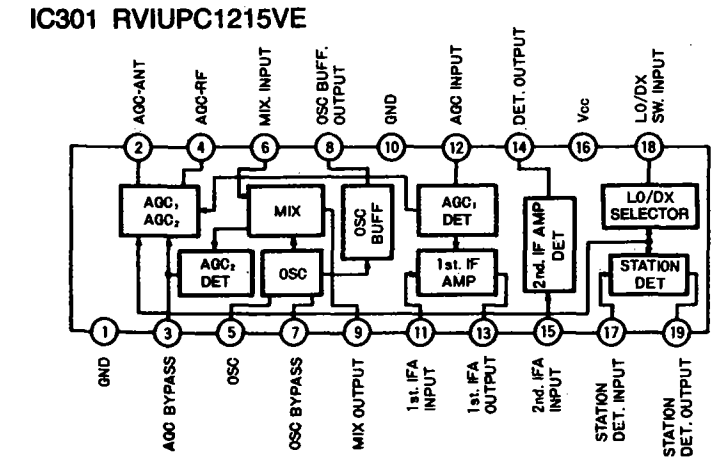 IC301 RVIUPC1215VE
AGC-ANT
AGC-RF
MIX. INPUT
OSC BUFF.
OUTPUT
GND
AGC INPUT
DET. OUTPUT
Vcc
LO/DX
SW. INPUT
2
4
6
8
10
12
14
16
18
AGC₁
AGC₂
MIX
OSC
BUFF
AGC₁
DET
2nd. IF AMP
DET
LO/DX
SELECTOR
AGC₂
DET
OSC
1st. IF
AMP
STATION
DET
1
3
5
7
9
11
13
15
17
19
GND
AGC BYPASS
OSC
OSC BYPASS
MIX OUTPUT
1st. IFA
INPUT
1st. IFA
OUTPUT
2nd. IFA
INPUT
STATION
DET. INPUT
STATION
DET. OUTPUT